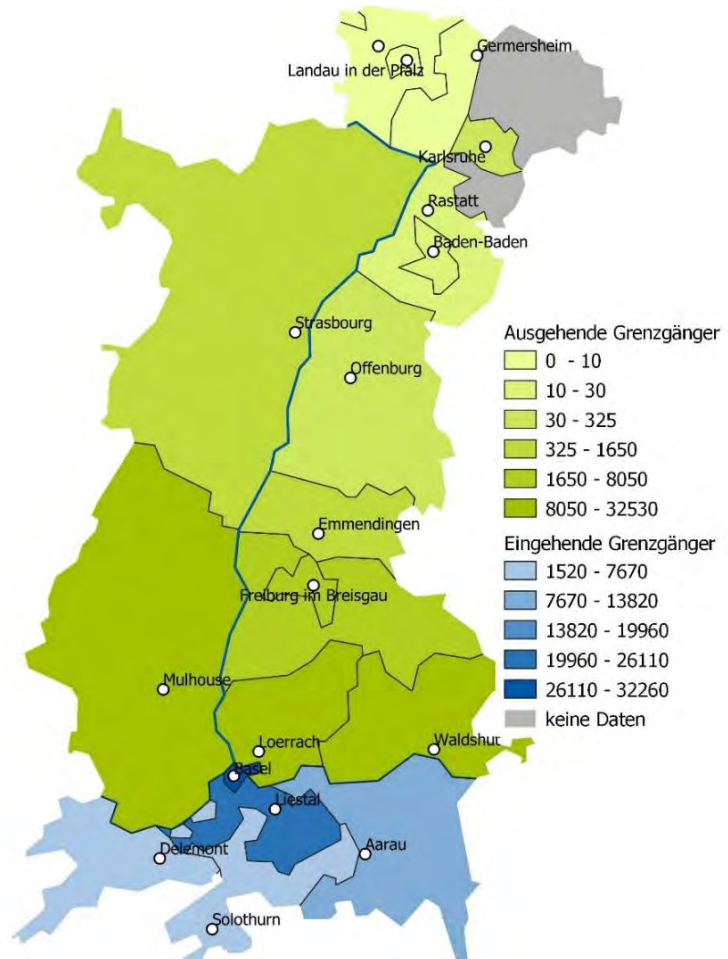 Germersheim
Landau in der Pfalz
Karlsruhe
Rastatt
Baden-Baden
Strasbourg
Offenburg
Emmendingen
Freiburg im Breisgau
Mulhouse
Loerrach
Waldshut
Basel
Liestal
Delemont
Aarau
Solothurn
Ausgehende Grenzgänger
0 - 10
10 - 30
30 - 325
325 - 1650
1650 - 8050
8050 - 32530
Eingehende Grenzgänger
1520 - 7670
7670 - 13820
13820 - 19960
19960 - 26110
26110 - 32260
keine Daten